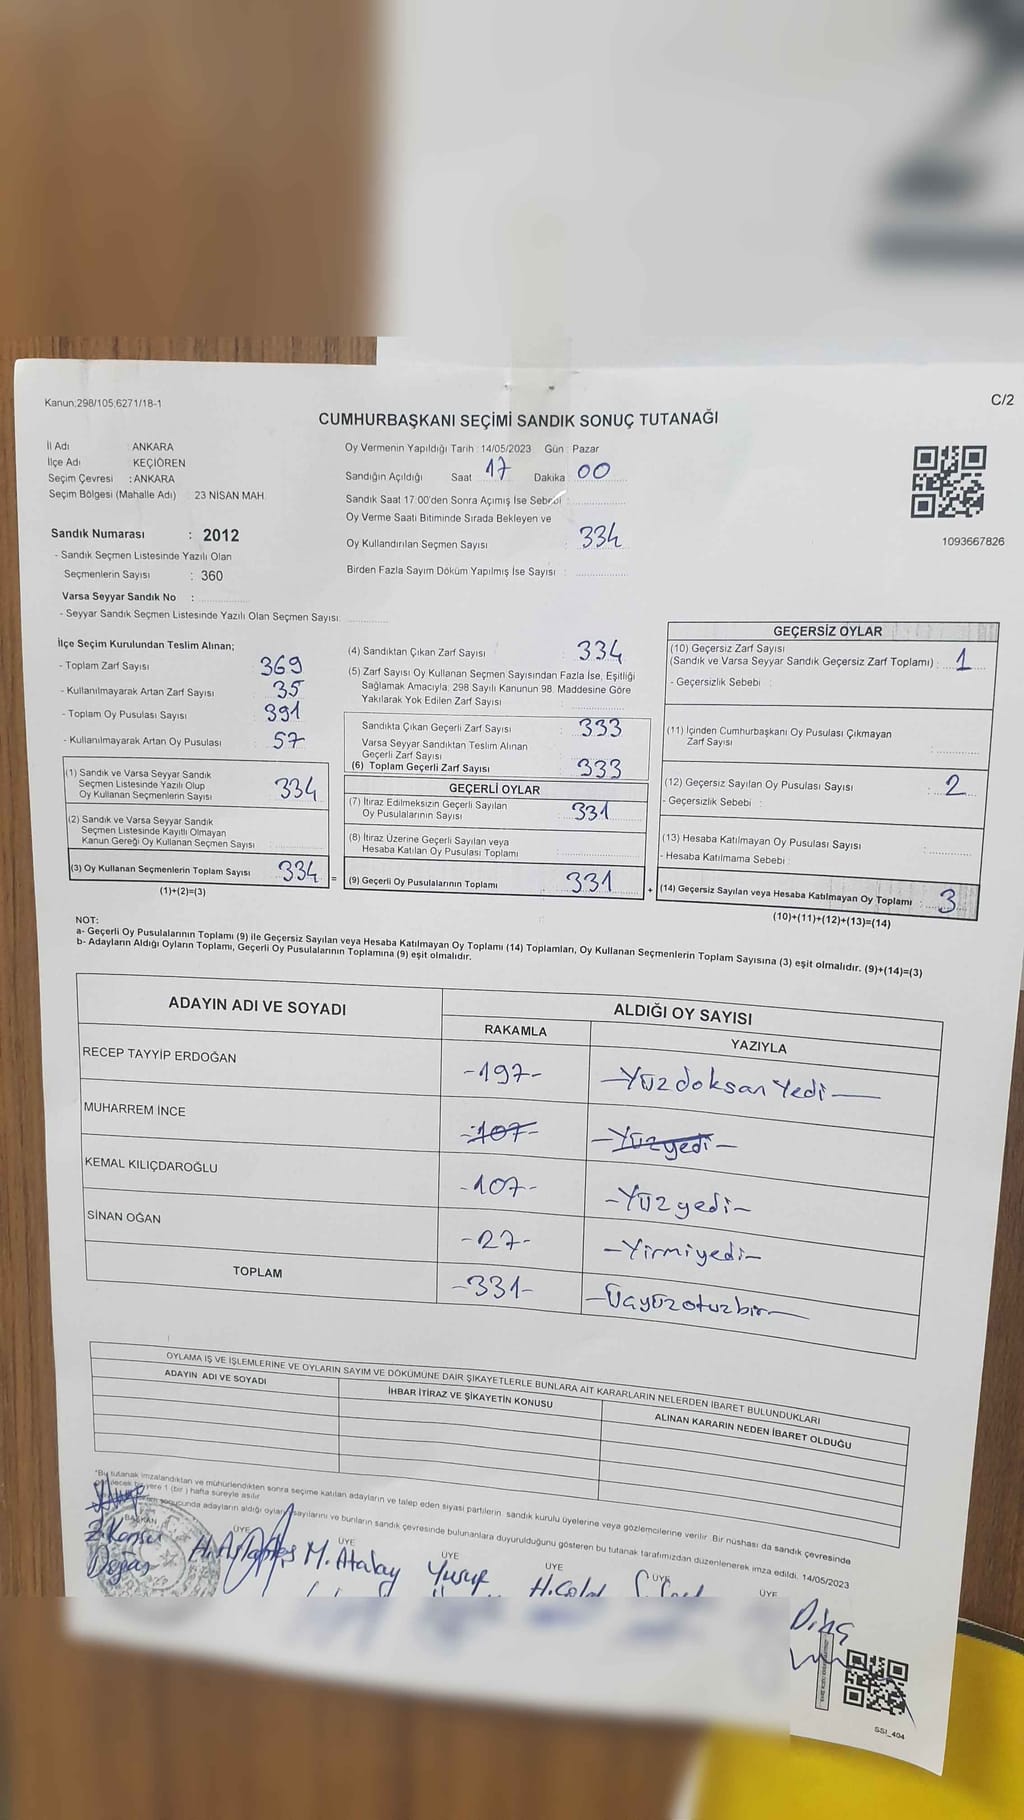 Kanun;298/105;6271/18-1
C/2
CUMHURBAŞKANI SEÇİMİ SANDIK SONUÇ TUTANAĞI
İl Adı : ANKARA
İlçe Adı : KEÇİÖREN
Seçim Çevresi : ANKARA
Seçim Bölgesi (Mahalle Adı) : 23 NİSAN MAH.
Oy Vermenin Yapıldığı Tarih : 14/05/2023 Gün : Pazar
Sandığın Açıldığı Saat 17 Dakika 00
Sandık Saat 17:00'den Sonra Açımış İse Sebebi :
Oy Verme Saati Bitiminde Sırada Bekleyen ve
Oy Kullandırılan Seçmen Sayısı : 334
Birden Fazla Sayım Döküm Yapılmış İse Sayısı :
1093667826
Sandık Numarası : 2012
- Sandık Seçmen Listesinde Yazılı Olan
Seçmenlerin Sayısı : 360
Varsa Seyyar Sandık No :
- Seyyar Sandık Seçmen Listesinde Yazılı Olan Seçmen Sayısı:
İlçe Seçim Kurulundan Teslim Alınan;
- Toplam Zarf Sayısı 369
- Kullanılmayarak Artan Zarf Sayısı 35
- Toplam Oy Pusulası Sayısı 391
- Kullanılmayarak Artan Oy Pusulası 57
(1) Sandık ve Varsa Seyyar Sandık
Seçmen Listesinde Yazılı Olup
Oy Kullanan Seçmenlerin Sayısı : 334
(2) Sandık ve Varsa Seyyar Sandık
Seçmen Listesinde Kayıtlı Olmayan
Kanun Gereği Oy Kullanan Seçmen Sayısı :
(3) Oy Kullanan Seçmenlerin Toplam Sayısı : 334 =
(1)+(2)=(3)
(4) Sandıktan Çıkan Zarf Sayısı : 334
(5) Zarf Sayısı Oy Kullanan Seçmen Sayısından Fazla İse, Eşitliği
Sağlamak Amacıyla; 298 Sayılı Kanunun 98. Maddesine Göre
Yakılarak Yok Edilen Zarf Sayısı :
Sandıkta Çıkan Geçerli Zarf Sayısı : 333
Varsa Seyyar Sandıktan Teslim Alınan
Geçerli Zarf Sayısı :
(6) Toplam Geçerli Zarf Sayısı : 333
GEÇERLİ OYLAR
(7) İtiraz Edilmeksizin Geçerli Sayılan
Oy Pusulalarının Sayısı : 331
(8) İtiraz Üzerine Geçerli Sayılan veya
Hesaba Katılan Oy Pusulası Toplamı :
(9) Geçerli Oy Pusulalarının Toplamı : 331 +
GEÇERSİZ OYLAR
(10) Geçersiz Zarf Sayısı
(Sandık ve Varsa Seyyar Sandık Geçersiz Zarf Toplamı) : 1
- Geçersizlik Sebebi :
(11) İçinden Cumhurbaşkanı Oy Pusulası Çıkmayan
Zarf Sayısı :
(12) Geçersiz Sayılan Oy Pusulası Sayısı : 2
- Geçersizlik Sebebi :
(13) Hesaba Katılmayan Oy Pusulası Sayısı :
- Hesaba Katılmama Sebebi :
(14) Geçersiz Sayılan veya Hesaba Katılmayan Oy Toplamı : 3
(10)+(11)+(12)+(13)=(14)
NOT:
a- Geçerli Oy Pusulalarının Toplamı (9) ile Geçersiz Sayılan veya Hesaba Katılmayan Oy Toplamı (14) Toplamları, Oy Kullanan Seçmenlerin Toplam Sayısına (3) eşit olmalıdır. (9)+(14)=(3)
b- Adayların Aldığı Oyların Toplamı, Geçerli Oy Pusulalarının Toplamına (9) eşit olmalıdır.
ADAYIN ADI VE SOYADI ALDIĞI OY SAYISI
RAKAMLA YAZIYLA
RECEP TAYYİP ERDOĞAN -197- -Yüzdoksan Yedi-
MUHARREM İNCE -107- -Yüzyedi-
KEMAL KILIÇDAROĞLU -107- -Yüzyedi-
SİNAN OĞAN -27- -Yirmiyedi-
TOPLAM -331- -Üçyüzotuzbir-
OYLAMA İŞ VE İŞLEMLERİNE VE OYLARIN SAYIM VE DÖKÜMÜNE DAİR ŞİKAYETLERLE BUNLARA AİT KARARLARIN NELERDEN İBARET BULUNDUKLARI
ADAYIN ADI VE SOYADI İHBAR İTİRAZ VE ŞİKAYETİN KONUSU ALINAN KARARIN NEDEN İBARET OLDUĞU
*Bu tutanak imzalandıktan ve mühürlendikten sonra seçime katılan adayların ve talep eden siyasi partilerin, sandık kurulu üyelerine veya gözlemcilerine verilir. Bir nüshası da sandık çevresinde
yere 1 (bir) hafta süreyle asılır.
sonucunda adayların aldığı oyların sayılarını ve bunların sandık çevresinde bulunanlara duyurulduğunu gösteren bu tutanak tarafımızdan düzenlenerek imza edildi. 14/05/2023
BAŞKAN ÜYE ÜYE ÜYE ÜYE ÜYE ÜYE
Doğan M. Atalay Yusuf
SSI_404